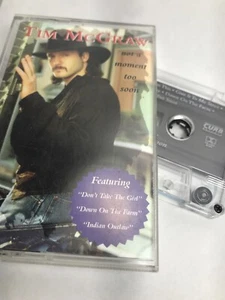 TIM MCGRAW
not a
moment
too
soon
Featuring
"Don't Take The Girl"
"Down On The Farm"
"Indian Outlaw"
CURB